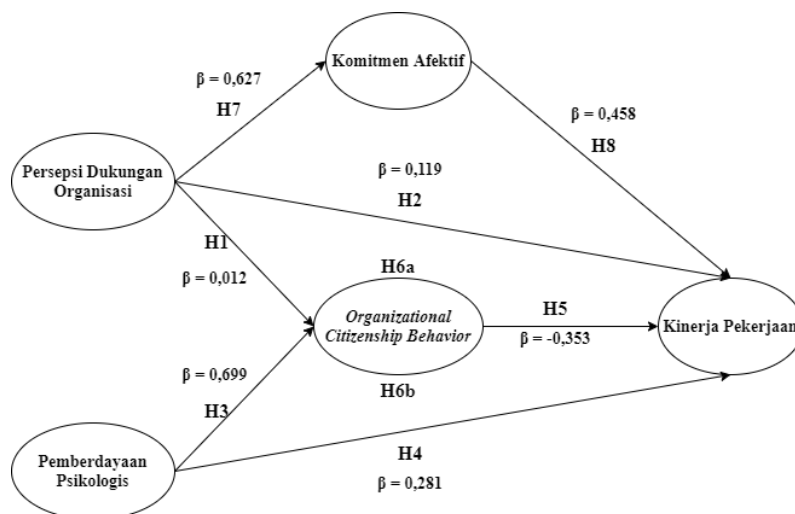 Komitmen Afektif
β = 0,627
H7
β = 0,458
H8
Persepsi Dukungan
Organisasi
β = 0,119
H2
H1
β = 0,012
H6a
Organizational
Citizenship Behavior
H5
β = -0,353
Kinerja Pekerjaan
β = 0,699
H3
H6b
Pemberdayaan
Psikologis
H4
β = 0,281